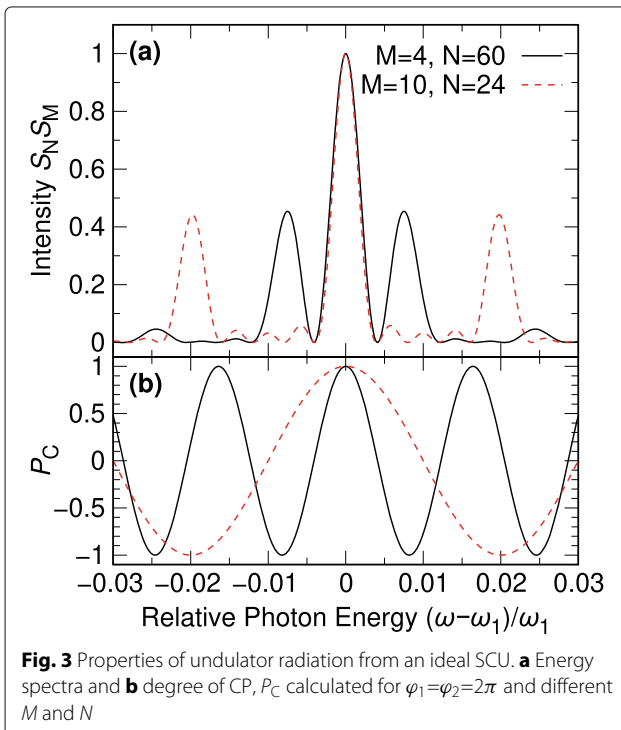 (a)
M=4, N=60
M=10, N=24
Intensity S_N S_M
1
0.8
0.6
0.4
0.2
0
(b)
P_C
1
0.5
0
−0.5
−1
−0.03 −0.02 −0.01 0 0.01 0.02 0.03
Relative Photon Energy (ω−ω₁)/ω₁
Fig. 3 Properties of undulator radiation from an ideal SCU. a Energy
spectra and b degree of CP, P_C calculated for φ₁=φ₂=2π and different
M and N